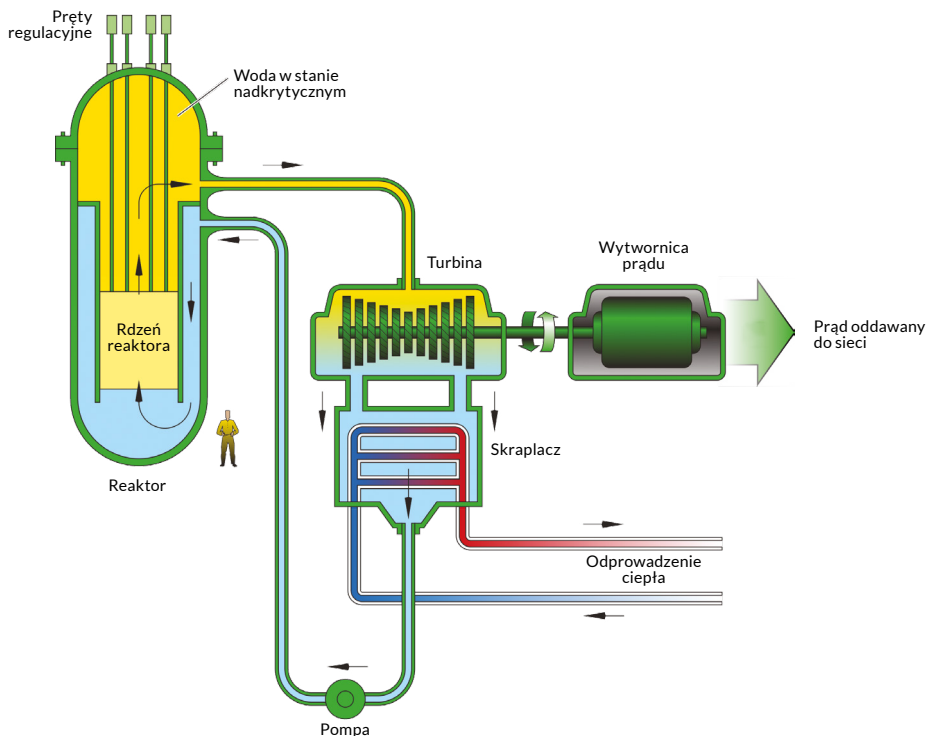 Pręty
regulacyjne
Woda w stanie
nadkrytycznym
Turbina
Wytwornica
prądu
Prąd oddawany
do sieci
Rdzeń
reaktora
Skraplacz
Reaktor
Odprowadzenie
ciepła
Pompa